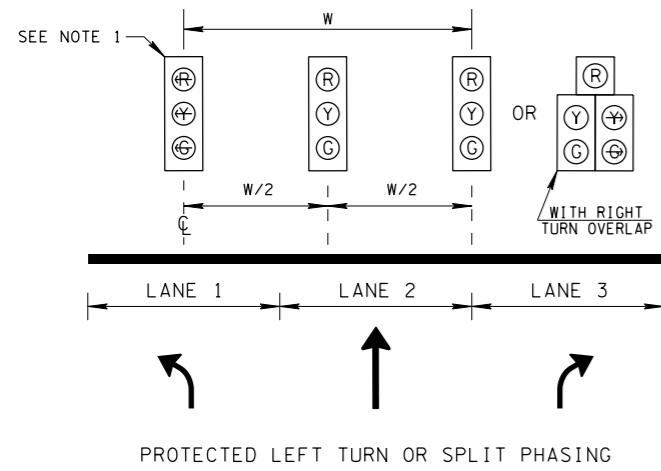 W
SEE NOTE 1
R R R R
OR
Y Y Y Y Y
G G G G G
W/2 W/2
WITH RIGHT
TURN OVERLAP
℄
LANE 1 LANE 2 LANE 3
PROTECTED LEFT TURN OR SPLIT PHASING